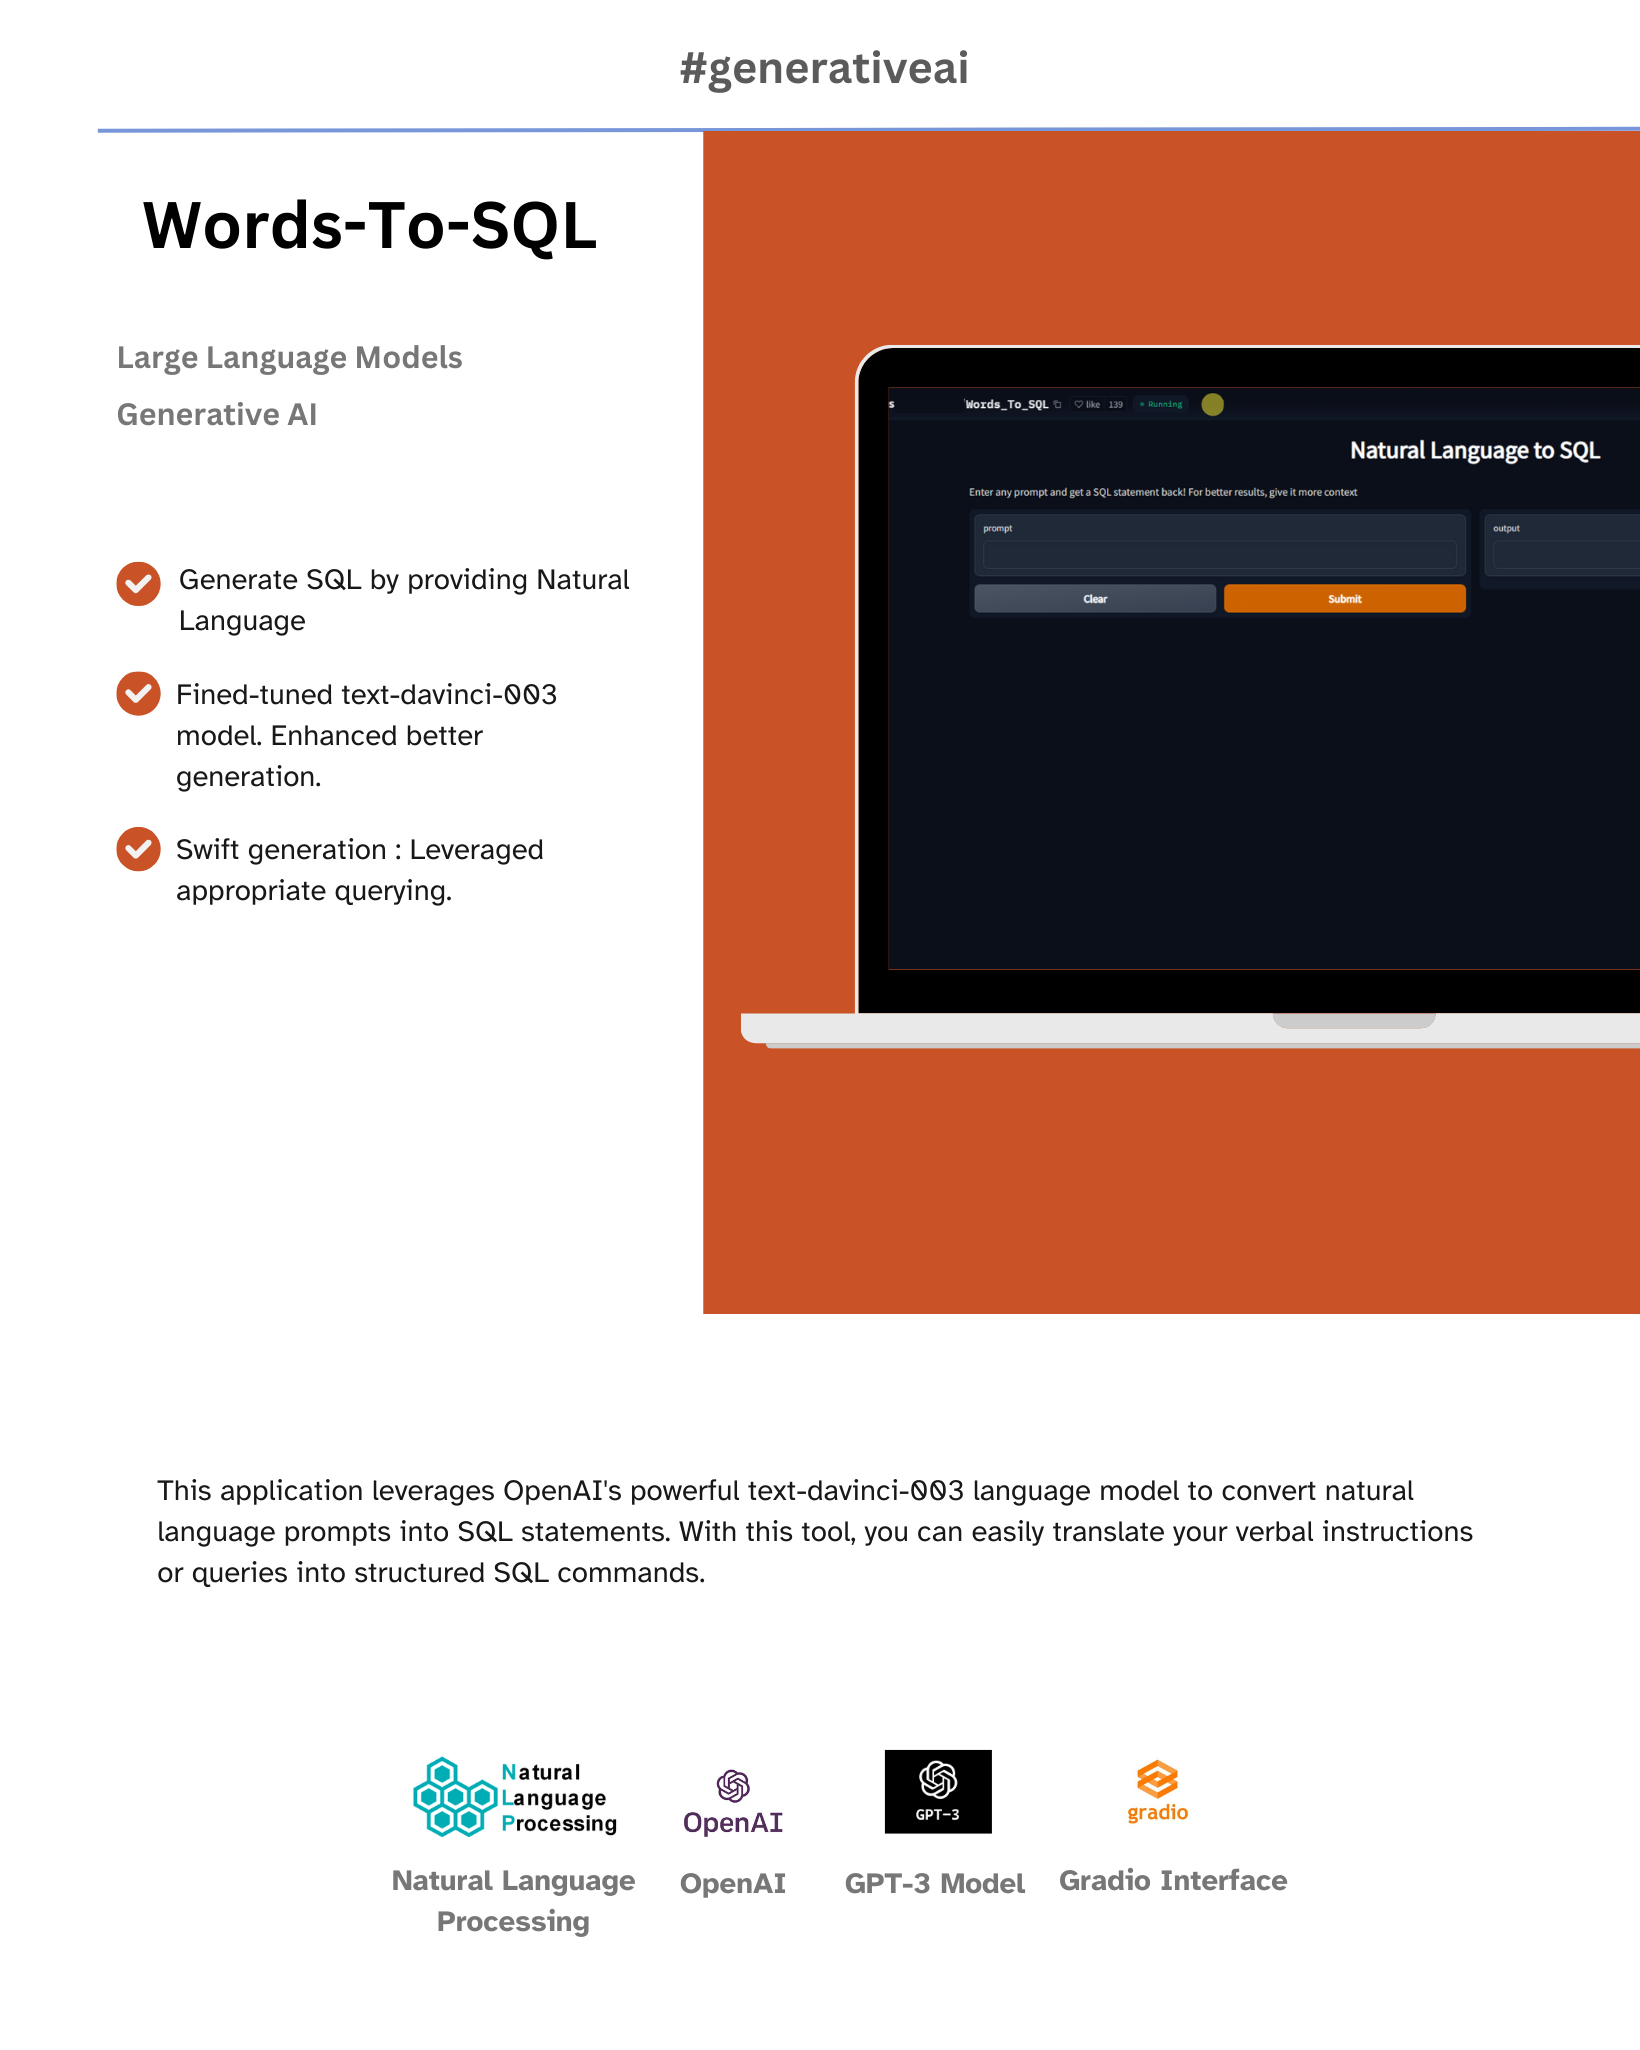 #generativeai
Words-To-SQL
Large Language Models
Generative AI
Generate SQL by providing Natural
Language
Fined-tuned text-davinci-003
model. Enhanced better
generation.
Swift generation : Leveraged
appropriate querying.
s
Words_To_SQL like 139 Running
Natural Language to SQL
Enter any prompt and get a SQL statement back! For better results, give it more context
prompt
output
Clear
Submit
This application leverages OpenAI's powerful text-davinci-003 language model to convert natural
language prompts into SQL statements. With this tool, you can easily translate your verbal instructions
or queries into structured SQL commands.
Natural
Language
Processing
OpenAI
GPT-3
gradio
Natural Language
Processing
OpenAI
GPT-3 Model
Gradio Interface